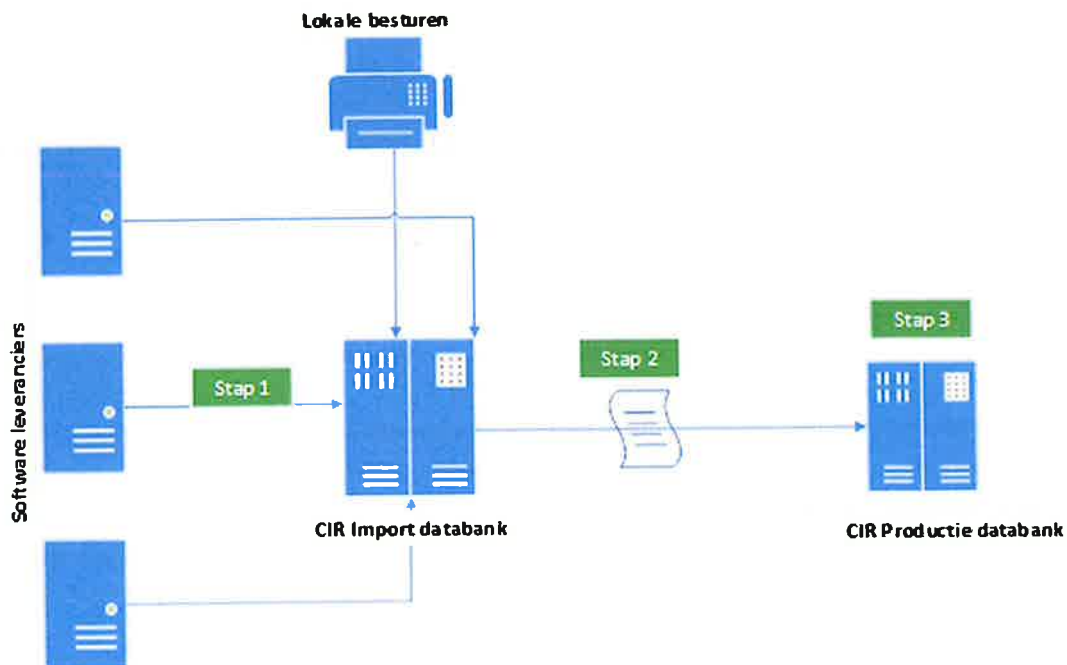 Lokale besturen
Software leveranciers
Stap 1
CIR Import databank
Stap 2
Stap 3
CIR Productie databank